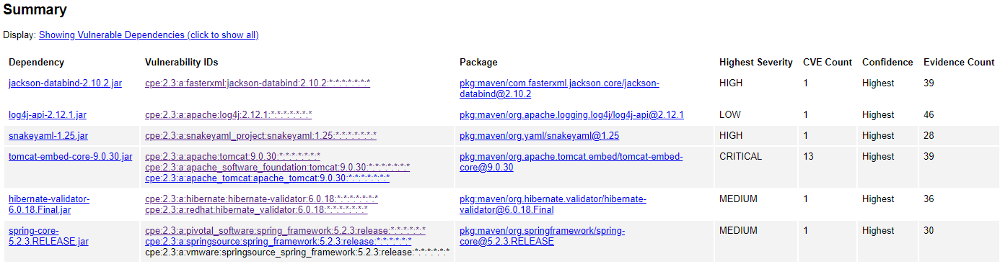 Summary
Display: Showing Vulnerable Dependencies (click to show all)
Dependency Vulnerability IDs Package Highest Severity CVE Count Confidence Evidence Count
jackson-databind-2.10.2.jar cpe:2.3:a:fasterxml:jackson-databind:2.10.2:*:*:*:*:*:*:* pkg:maven/com.fasterxml.jackson.core/jackson- HIGH 1 Highest 39
databind@2.10.2
log4j-api-2.12.1.jar cpe:2.3:a:apache:log4j:2.12.1:*:*:*:*:*:*:* pkg:maven/org.apache.logging.log4j/log4j-api@2.12.1 LOW 1 Highest 46
snakeyaml-1.25.jar cpe:2.3:a:snakeyaml_project:snakeyaml:1.25:*:*:*:*:*:*:* pkg:maven/org.yaml/snakeyaml@1.25 HIGH 1 Highest 28
tomcat-embed-core-9.0.30.jar cpe:2.3:a:apache:tomcat:9.0.30:*:*:*:*:*:*:* pkg:maven/org.apache.tomcat.embed/tomcat-embed- CRITICAL 13 Highest 39
cpe:2.3:a:apache_software_foundation:tomcat:9.0.30:*:*:*:*:*:*:* core@9.0.30
cpe:2.3:a:apache_tomcat:apache_tomcat:9.0.30:*:*:*:*:*:*:*
hibernate-validator- cpe:2.3:a:hibernate:hibernate-validator:6.0.18:*:*:*:*:*:*:* pkg:maven/org.hibernate.validator/hibernate- MEDIUM 1 Highest 36
6.0.18.Final.jar cpe:2.3:a:redhat:hibernate_validator:6.0.18:*:*:*:*:*:*:* validator@6.0.18.Final
spring-core- cpe:2.3:a:pivotal_software:spring_framework:5.2.3:release:*:*:*:*:*:* pkg:maven/org.springframework/spring- MEDIUM 1 Highest 30
5.2.3.RELEASE.jar cpe:2.3:a:springsource:spring_framework:5.2.3:release:*:*:*:*:*:* core@5.2.3.RELEASE
cpe:2.3:a:vmware:springsource_spring_framework:5.2.3:release:*:*:*:*:*:*